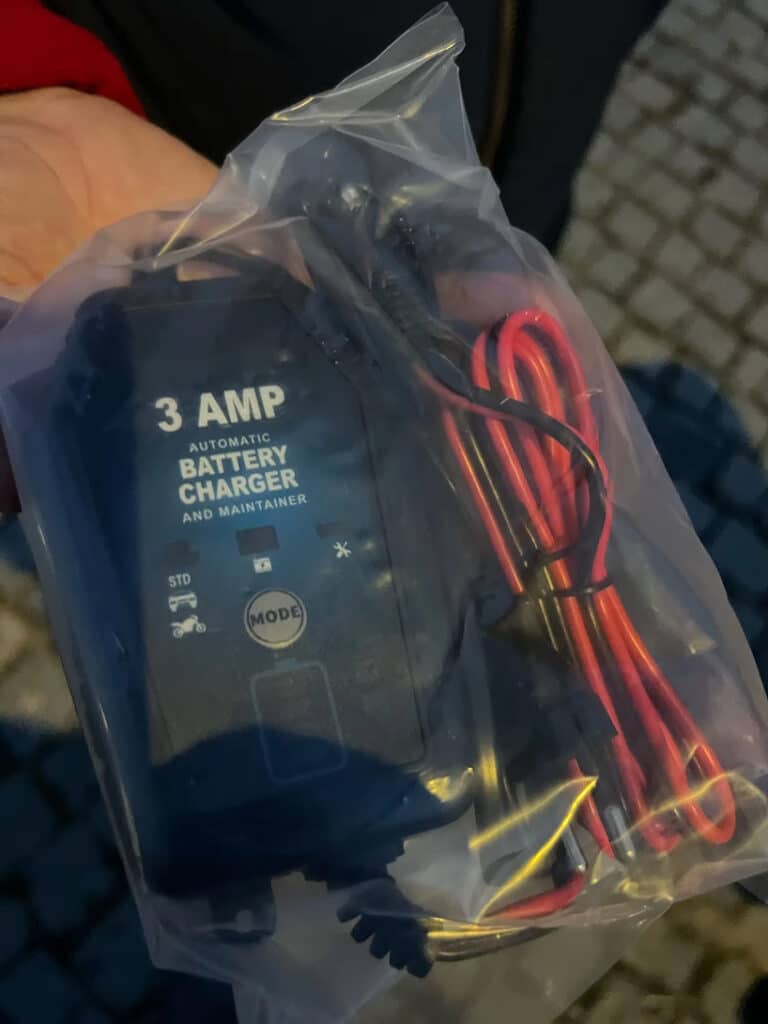 3 AMP
AUTOMATIC
BATTERY
CHARGER
AND MAINTAINER
STD
MODE